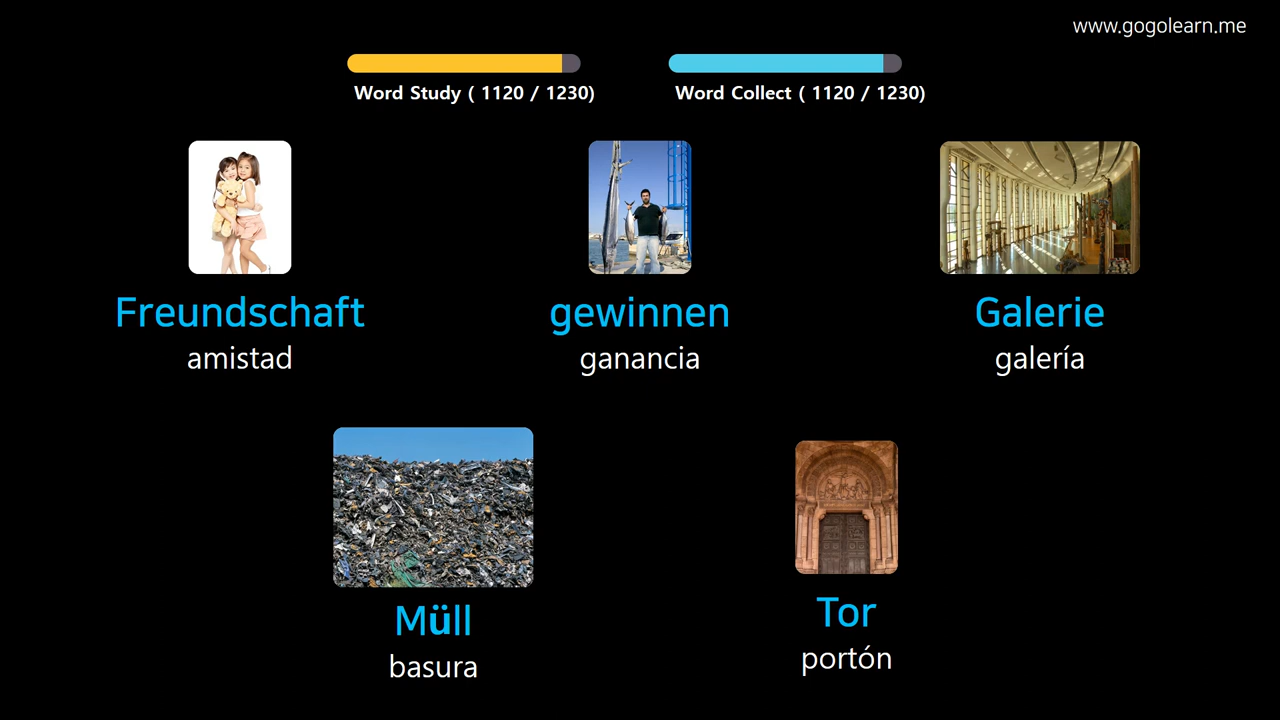 www.gogolearn.me
Word Study ( 1120 / 1230)
Word Collect ( 1120 / 1230)
Freundschaft
amistad
gewinnen
ganancia
Galerie
galería
Müll
basura
Tor
portón